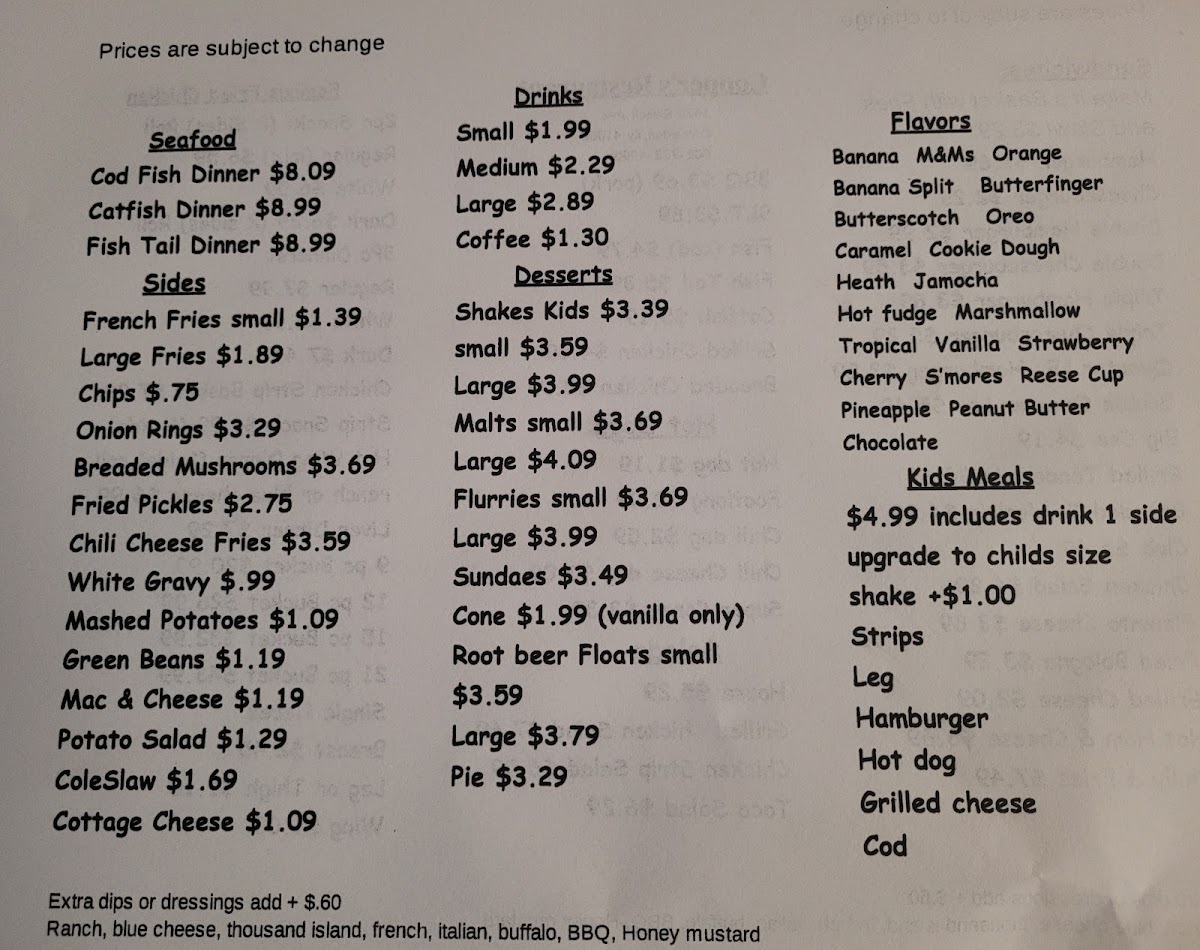 Prices are subject to change
Seafood
Cod Fish Dinner $8.09
Catfish Dinner $8.99
Fish Tail Dinner $8.99
Sides
French Fries small $1.39
Large Fries $1.89
Chips $.75
Onion Rings $3.29
Breaded Mushrooms $3.69
Fried Pickles $2.75
Chili Cheese Fries $3.59
White Gravy $.99
Mashed Potatoes $1.09
Green Beans $1.19
Mac & Cheese $1.19
Potato Salad $1.29
ColeSlaw $1.69
Cottage Cheese $1.09
Drinks
Small $1.99
Medium $2.29
Large $2.89
Coffee $1.30
Desserts
Shakes Kids $3.39
small $3.59
Large $3.99
Malts small $3.69
Large $4.09
Flurries small $3.69
Large $3.99
Sundaes $3.49
Cone $1.99 (vanilla only)
Root beer Floats small
$3.59
Large $3.79
Pie $3.29
Flavors
Banana M&Ms Orange
Banana Split Butterfinger
Butterscotch Oreo
Caramel Cookie Dough
Heath Jamocha
Hot fudge Marshmallow
Tropical Vanilla Strawberry
Cherry S'mores Reese Cup
Pineapple Peanut Butter
Chocolate
Kids Meals
$4.99 includes drink 1 side
upgrade to childs size
shake +$1.00
Strips
Leg
Hamburger
Hot dog
Grilled cheese
Cod
Extra dips or dressings add + $.60
Ranch, blue cheese, thousand island, french, italian, buffalo, BBQ, Honey mustard